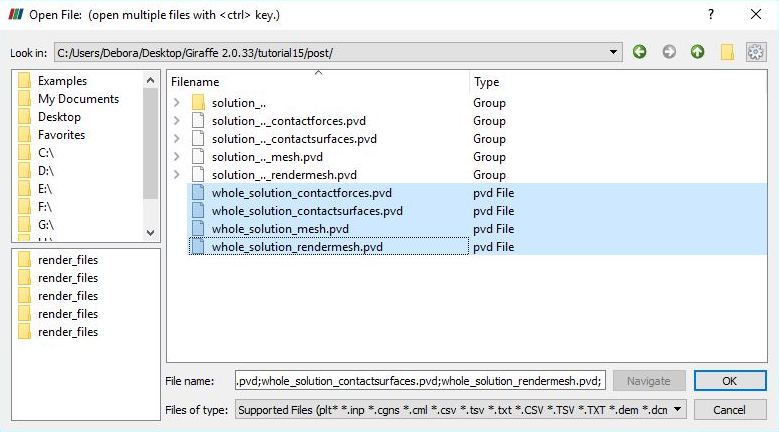 Open File: (open multiple files with <ctrl> key.)
?
Look in: C:/Users/Debora/Desktop/Giraffe 2.0.33/tutorial15/post/
Examples
My Documents
Desktop
Favorites
C:\
D:\
E:\
F:\
G:\
render_files
render_files
render_files
render_files
render_files
Filename Type
solution_.. Group
solution_.._contactforces.pvd Group
solution_.._contactsurfaces.pvd Group
solution_.._mesh.pvd Group
solution_.._rendermesh.pvd Group
whole_solution_contactforces.pvd pvd File
whole_solution_contactsurfaces.pvd pvd File
whole_solution_mesh.pvd pvd File
whole_solution_rendermesh.pvd pvd File
File name: .pvd;whole_solution_contactsurfaces.pvd;whole_solution_rendermesh.pvd; Navigate OK
Files of type: Supported Files (plt* *.inp *.cgns *.cml *.csv *.tsv *.txt *.CSV *.TSV *.TXT *.dem *.dcn Cancel